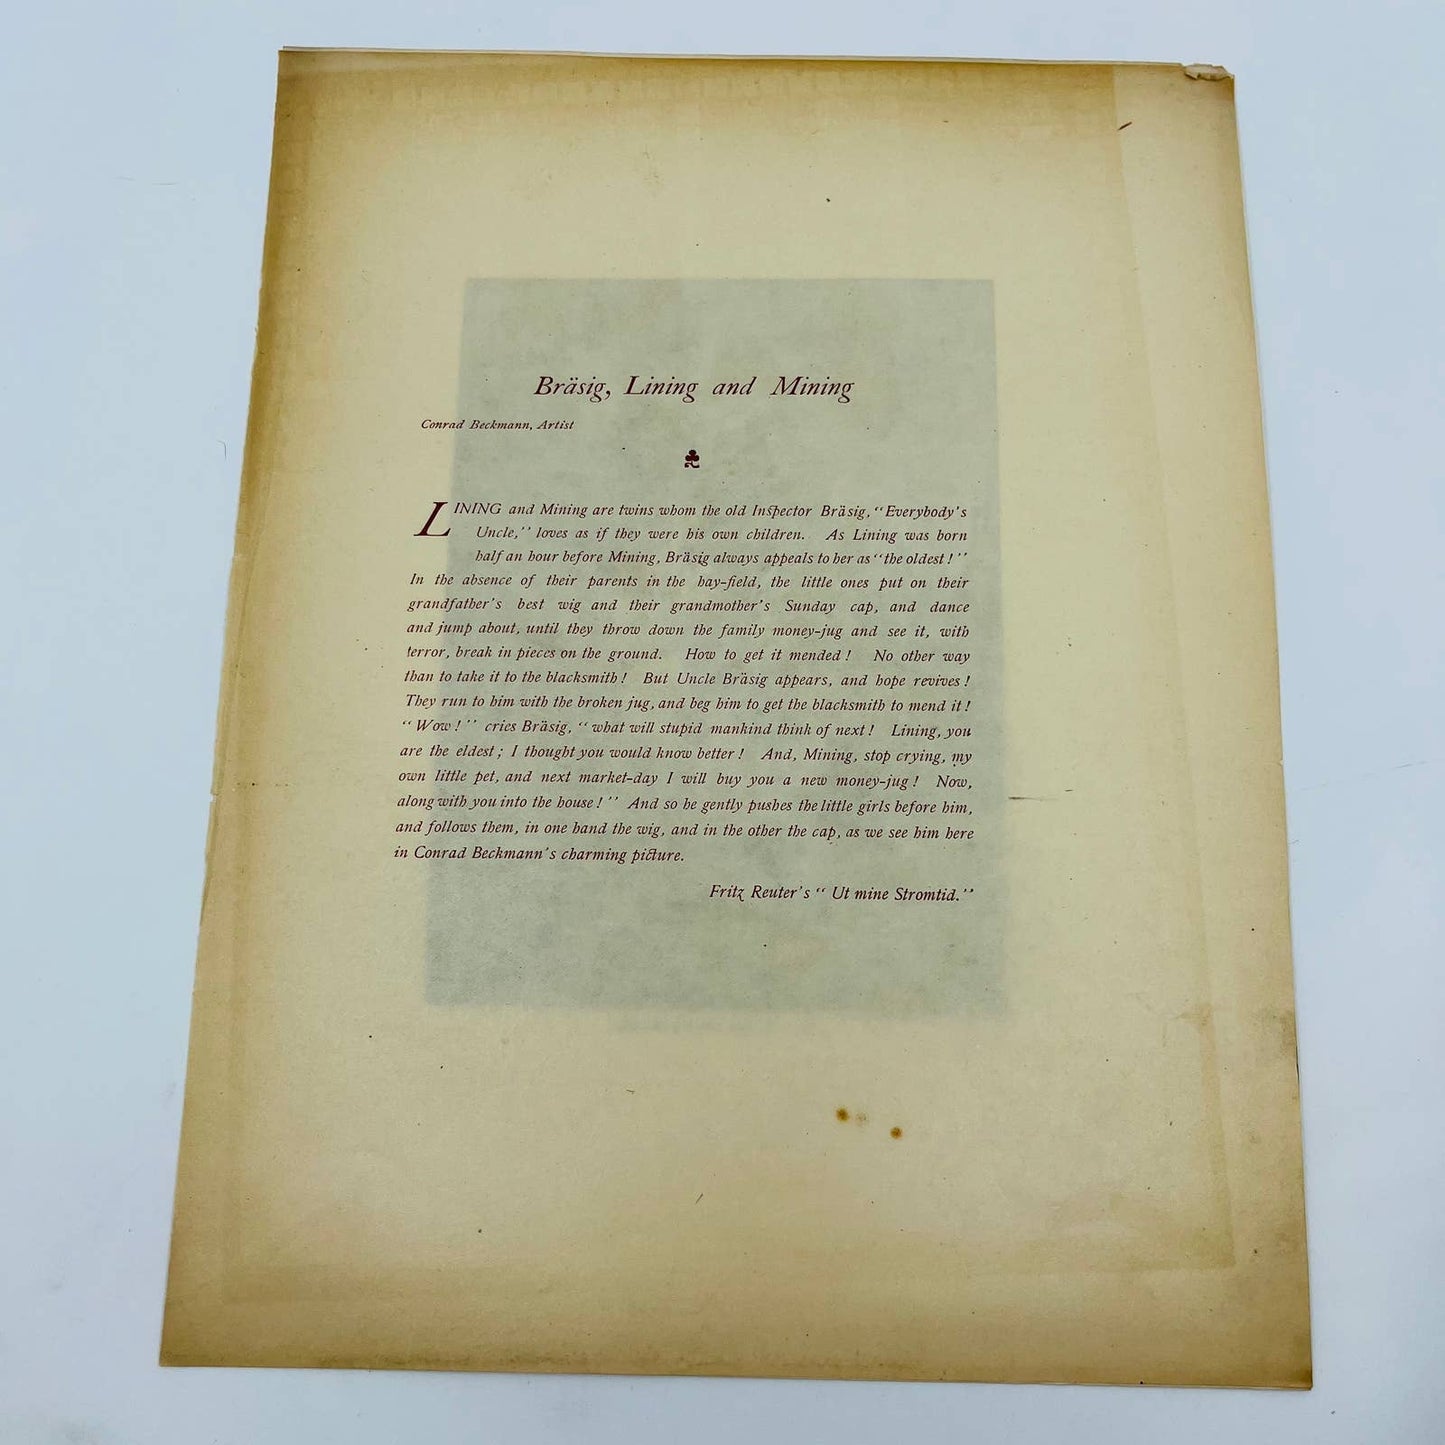 Bräsig, Lining and Mining
Conrad Beckmann, Artist
LINING and Mining are twins whom the old Inspector Bräsig, “Everybody’s
Uncle,” loves as if they were his own children. As Lining was born
half an hour before Mining, Bräsig always appeals to her as “the oldest!”
In the absence of their parents in the hay-field, the little ones put on their
grandfather’s best wig and their grandmother’s Sunday cap, and dance
and jump about, until they throw down the family money-jug and see it, with
terror, break in pieces on the ground. How to get it mended! No other way
than to take it to the blacksmith! But Uncle Bräsig appears, and hope revives!
They run to him with the broken jug, and beg him to get the blacksmith to mend it!
“Wow!” cries Bräsig, “what will stupid mankind think of next! Lining, you
are the eldest; I thought you would know better! And, Mining, stop crying, my
own little pet, and next market-day I will buy you a new money-jug! Now,
along with you into the house!” And so he gently pushes the little girls before him,
and follows them, in one hand the wig, and in the other the cap, as we see him here
in Conrad Beckmann’s charming picture.
Fritz Reuter’s “Ut mine Stromtid.”